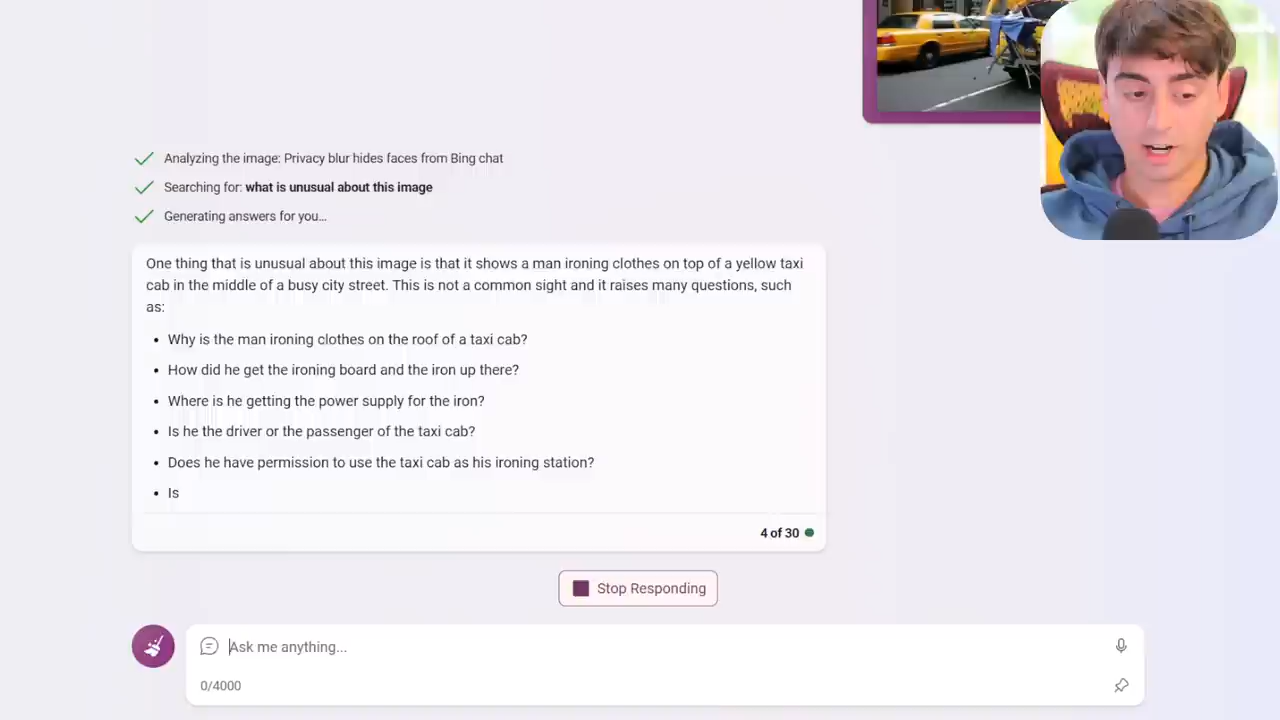 Analyzing the image: Privacy blur hides faces from Bing chat
Searching for: what is unusual about this image
Generating answers for you...
One thing that is unusual about this image is that it shows a man ironing clothes on top of a yellow taxi
cab in the middle of a busy city street. This is not a common sight and it raises many questions, such
as:
• Why is the man ironing clothes on the roof of a taxi cab?
• How did he get the ironing board and the iron up there?
• Where is he getting the power supply for the iron?
• Is he the driver or the passenger of the taxi cab?
• Does he have permission to use the taxi cab as his ironing station?
• Is
4 of 30
Stop Responding
Ask me anything...
0/4000